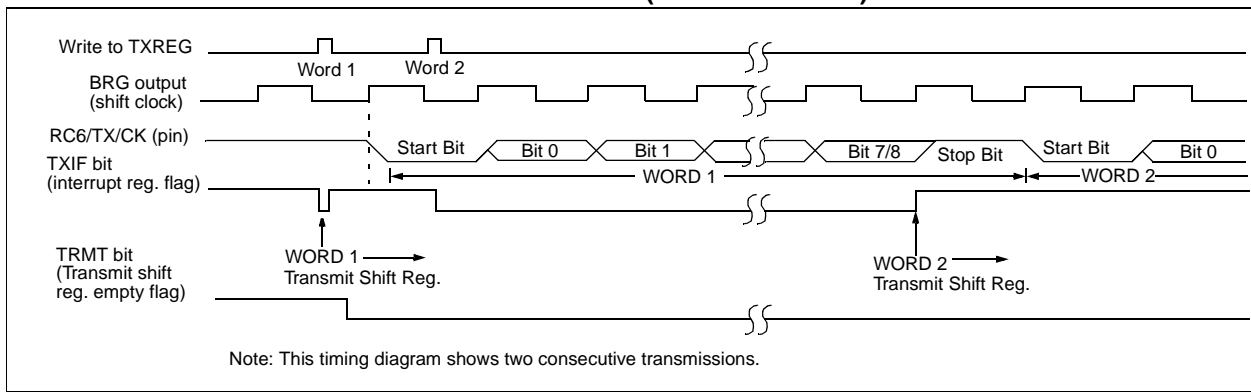 Write to TXREG
Word 1
Word 2
BRG output
(shift clock)
RC6/TX/CK (pin)
Start Bit
Bit 0
Bit 1
Bit 7/8
Stop Bit
Start Bit
Bit 0
TXIF bit
(interrupt reg. flag)
WORD 1
WORD 2
TRMT bit
(Transmit shift
reg. empty flag)
WORD 1
Transmit Shift Reg.
WORD 2
Transmit Shift Reg.
Note: This timing diagram shows two consecutive transmissions.